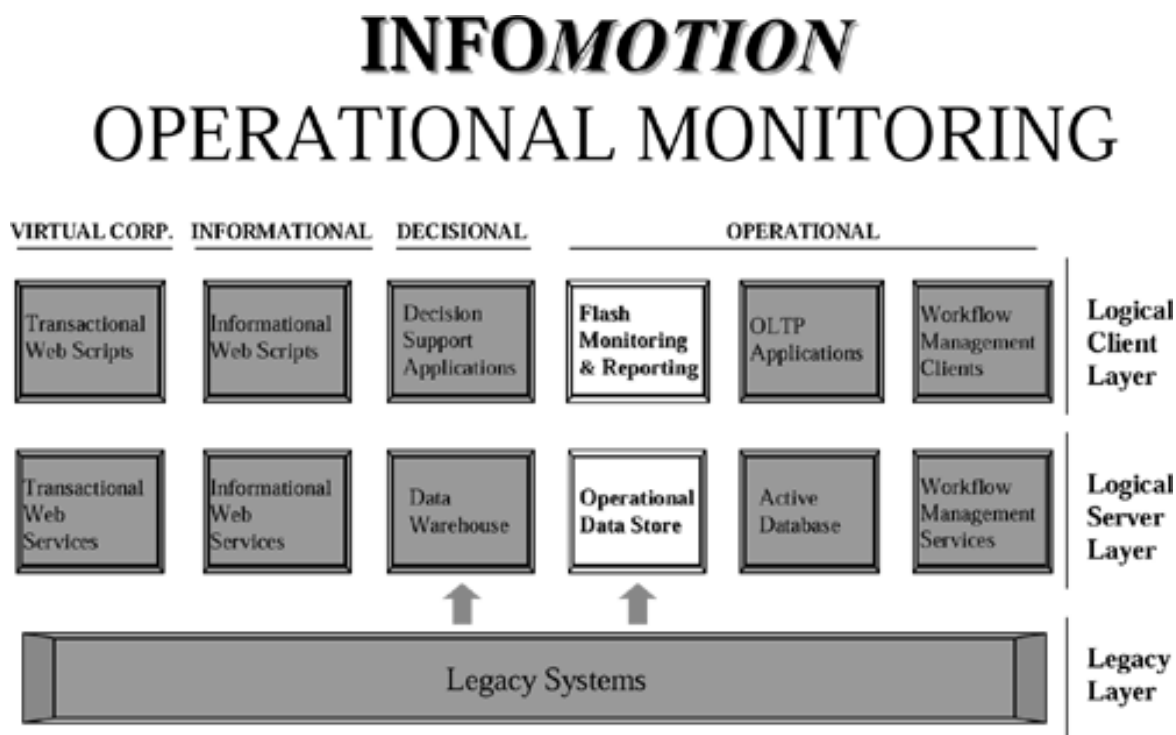 INFOMOTION
OPERATIONAL MONITORING
VIRTUAL CORP. INFORMATIONAL DECISIONAL OPERATIONAL
Transactional
Web Scripts
Informational
Web Scripts
Decision
Support
Applications
Flash
Monitoring
& Reporting
OLTP
Applications
Workflow
Management
Clients
Logical
Client
Layer
Transactional
Web
Services
Informational
Web
Services
Data
Warehouse
Operational
Data Store
Active
Database
Workflow
Management
Services
Logical
Server
Layer
Legacy Systems
Legacy
Layer